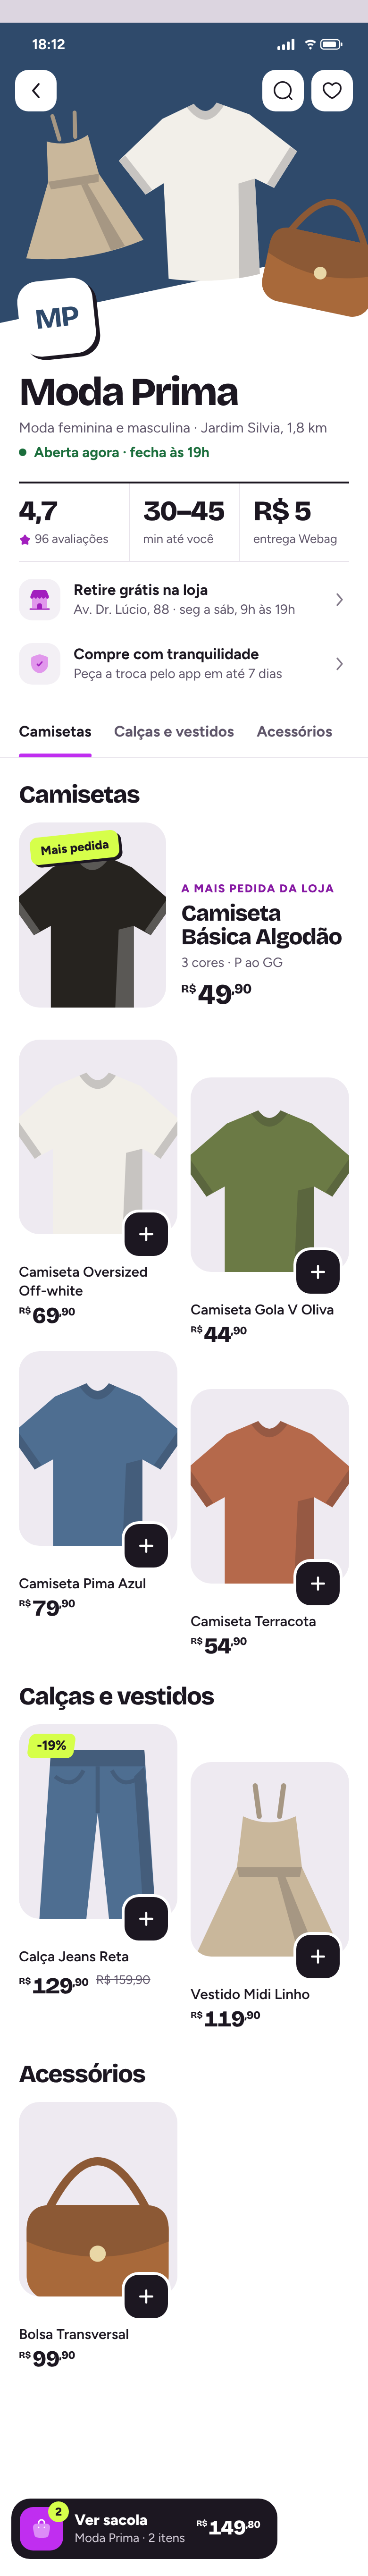 18:12
MP
Moda Prima
Moda feminina e masculina · Jardim Silvia, 1,8 km
Aberta agora · fecha às 19h
4,7
96 avaliações
30–45
min até você
R$ 5
entrega Webag
Retire grátis na loja
Av. Dr. Lúcio, 88 · seg a sáb, 9h às 19h
Compre com tranquilidade
Peça a troca pelo app em até 7 dias
Camisetas
Calças e vestidos
Acessórios
Camisetas
Mais pedida
A MAIS PEDIDA DA LOJA
Camiseta
Básica Algodão
3 cores · P ao GG
R$ 49,90
Camiseta Oversized
Off-white
R$ 69,90
Camiseta Gola V Oliva
R$ 44,90
Camiseta Pima Azul
R$ 79,90
Camiseta Terracota
R$ 54,90
Calças e vestidos
-19%
Calça Jeans Reta
R$ 129,90 R$ 159,90
Vestido Midi Linho
R$ 119,90
Acessórios
Bolsa Transversal
R$ 99,90
2
Ver sacola
Moda Prima · 2 itens
R$ 149,80